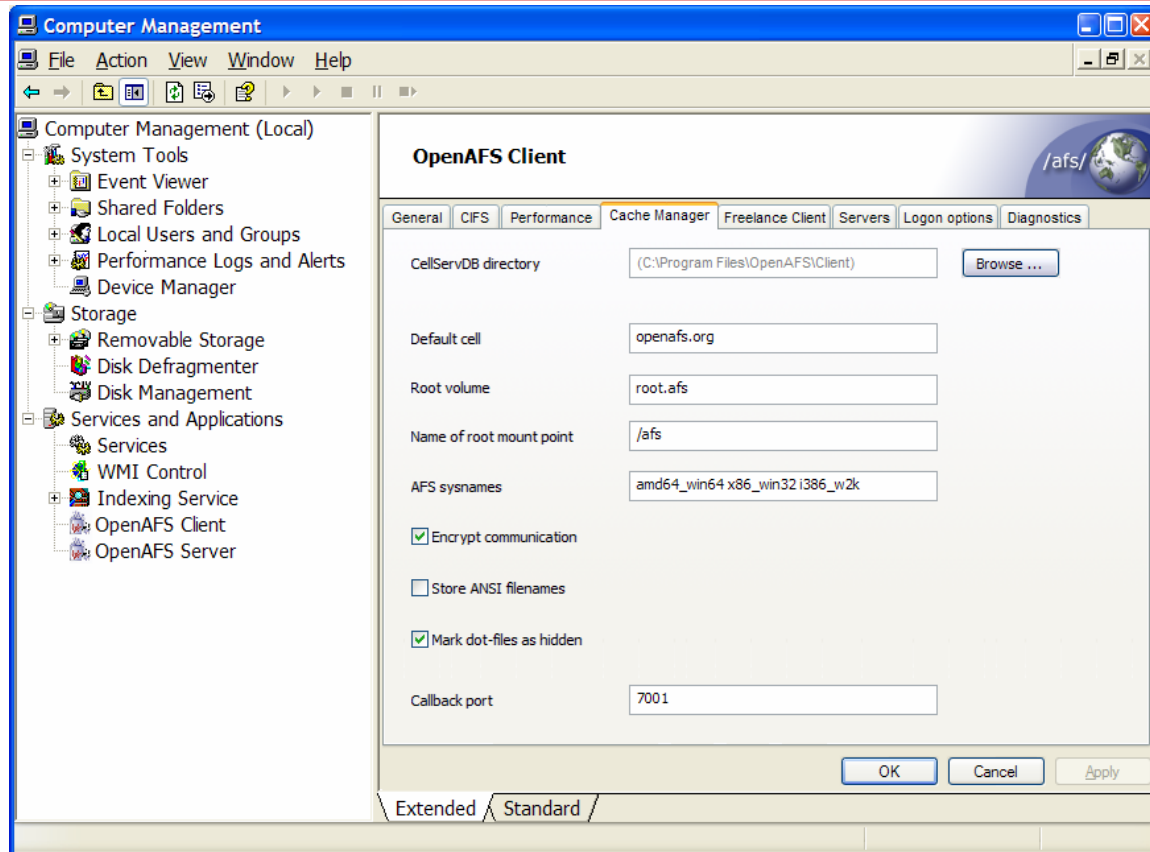 Computer Management
File Action View Window Help
Computer Management (Local)
System Tools
Event Viewer
Shared Folders
Local Users and Groups
Performance Logs and Alerts
Device Manager
Storage
Removable Storage
Disk Defragmenter
Disk Management
Services and Applications
Services
WMI Control
Indexing Service
OpenAFS Client
OpenAFS Server
OpenAFS Client
/afs/
General CIFS Performance Cache Manager Freelance Client Servers Logon options Diagnostics
CellServDB directory (C:\Program Files\OpenAFS\Client) Browse ...
Default cell openafs.org
Root volume root.afs
Name of root mount point /afs
AFS sysnames amd64_win64 x86_win32 i386_w2k
Encrypt communication
Store ANSI filenames
Mark dot-files as hidden
Callback port 7001
OK Cancel Apply
Extended Standard